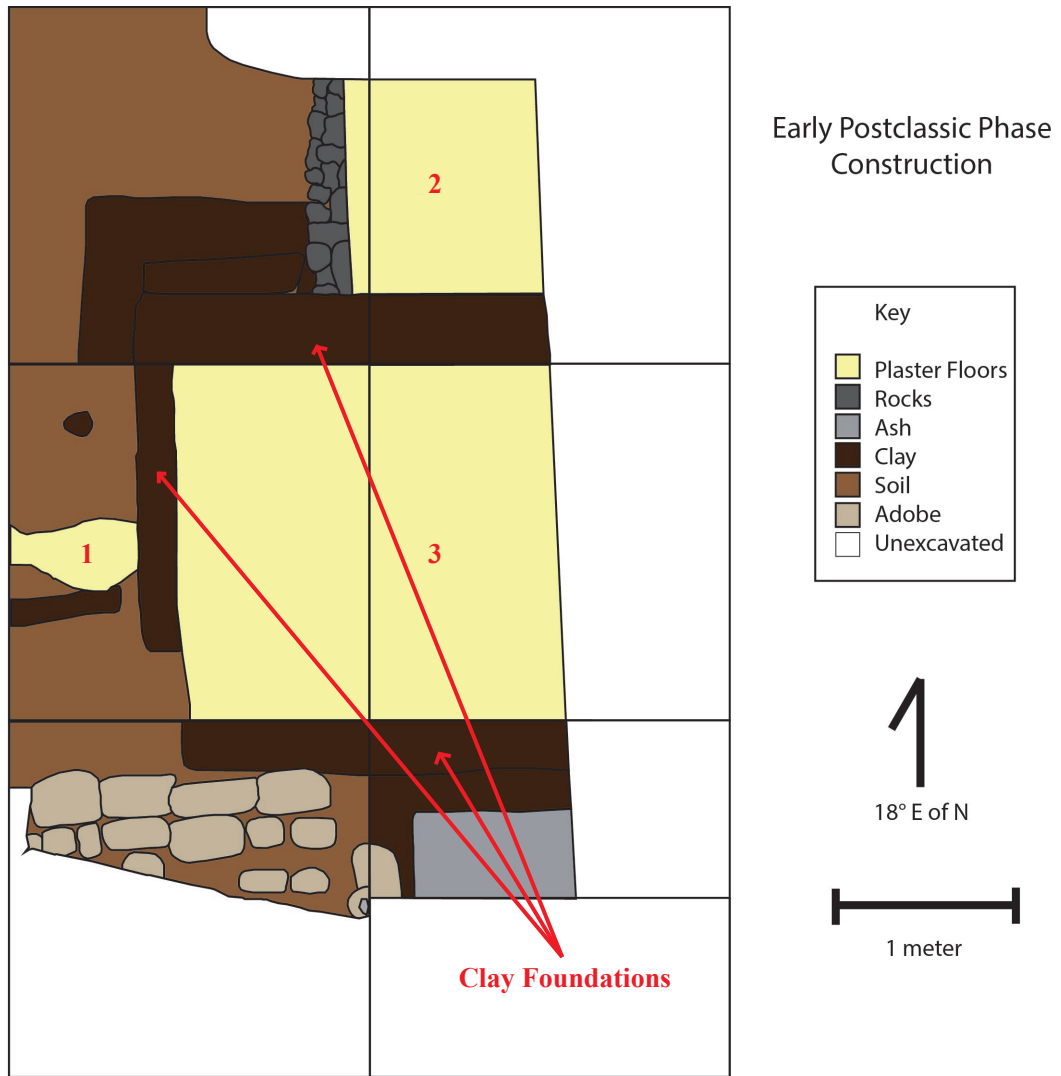 Early Postclassic Phase
Construction
2
Key
Plaster Floors
Rocks
Ash
Clay
Soil
Adobe
Unexcavated
1
3
18° E of N
1 meter
Clay Foundations